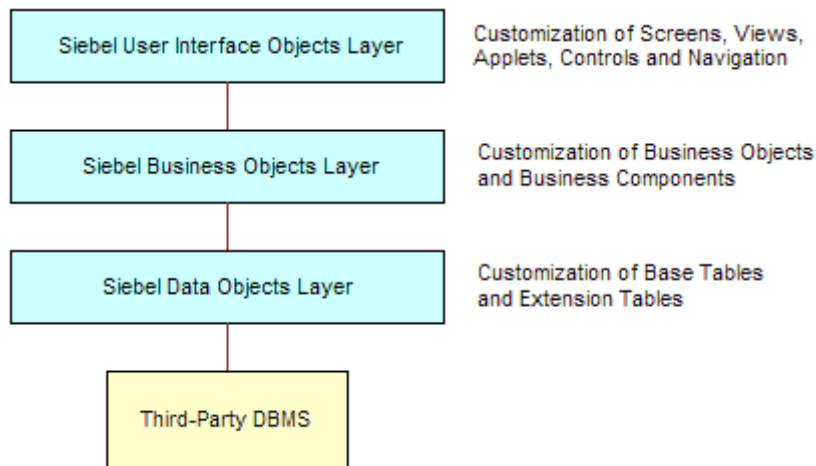 Siebel User Interface Objects Layer
Customization of Screens, Views,
Applets, Controls and Navigation
Siebel Business Objects Layer
Customization of Business Objects
and Business Components
Siebel Data Objects Layer
Customization of Base Tables
and Extension Tables
Third-Party DBMS